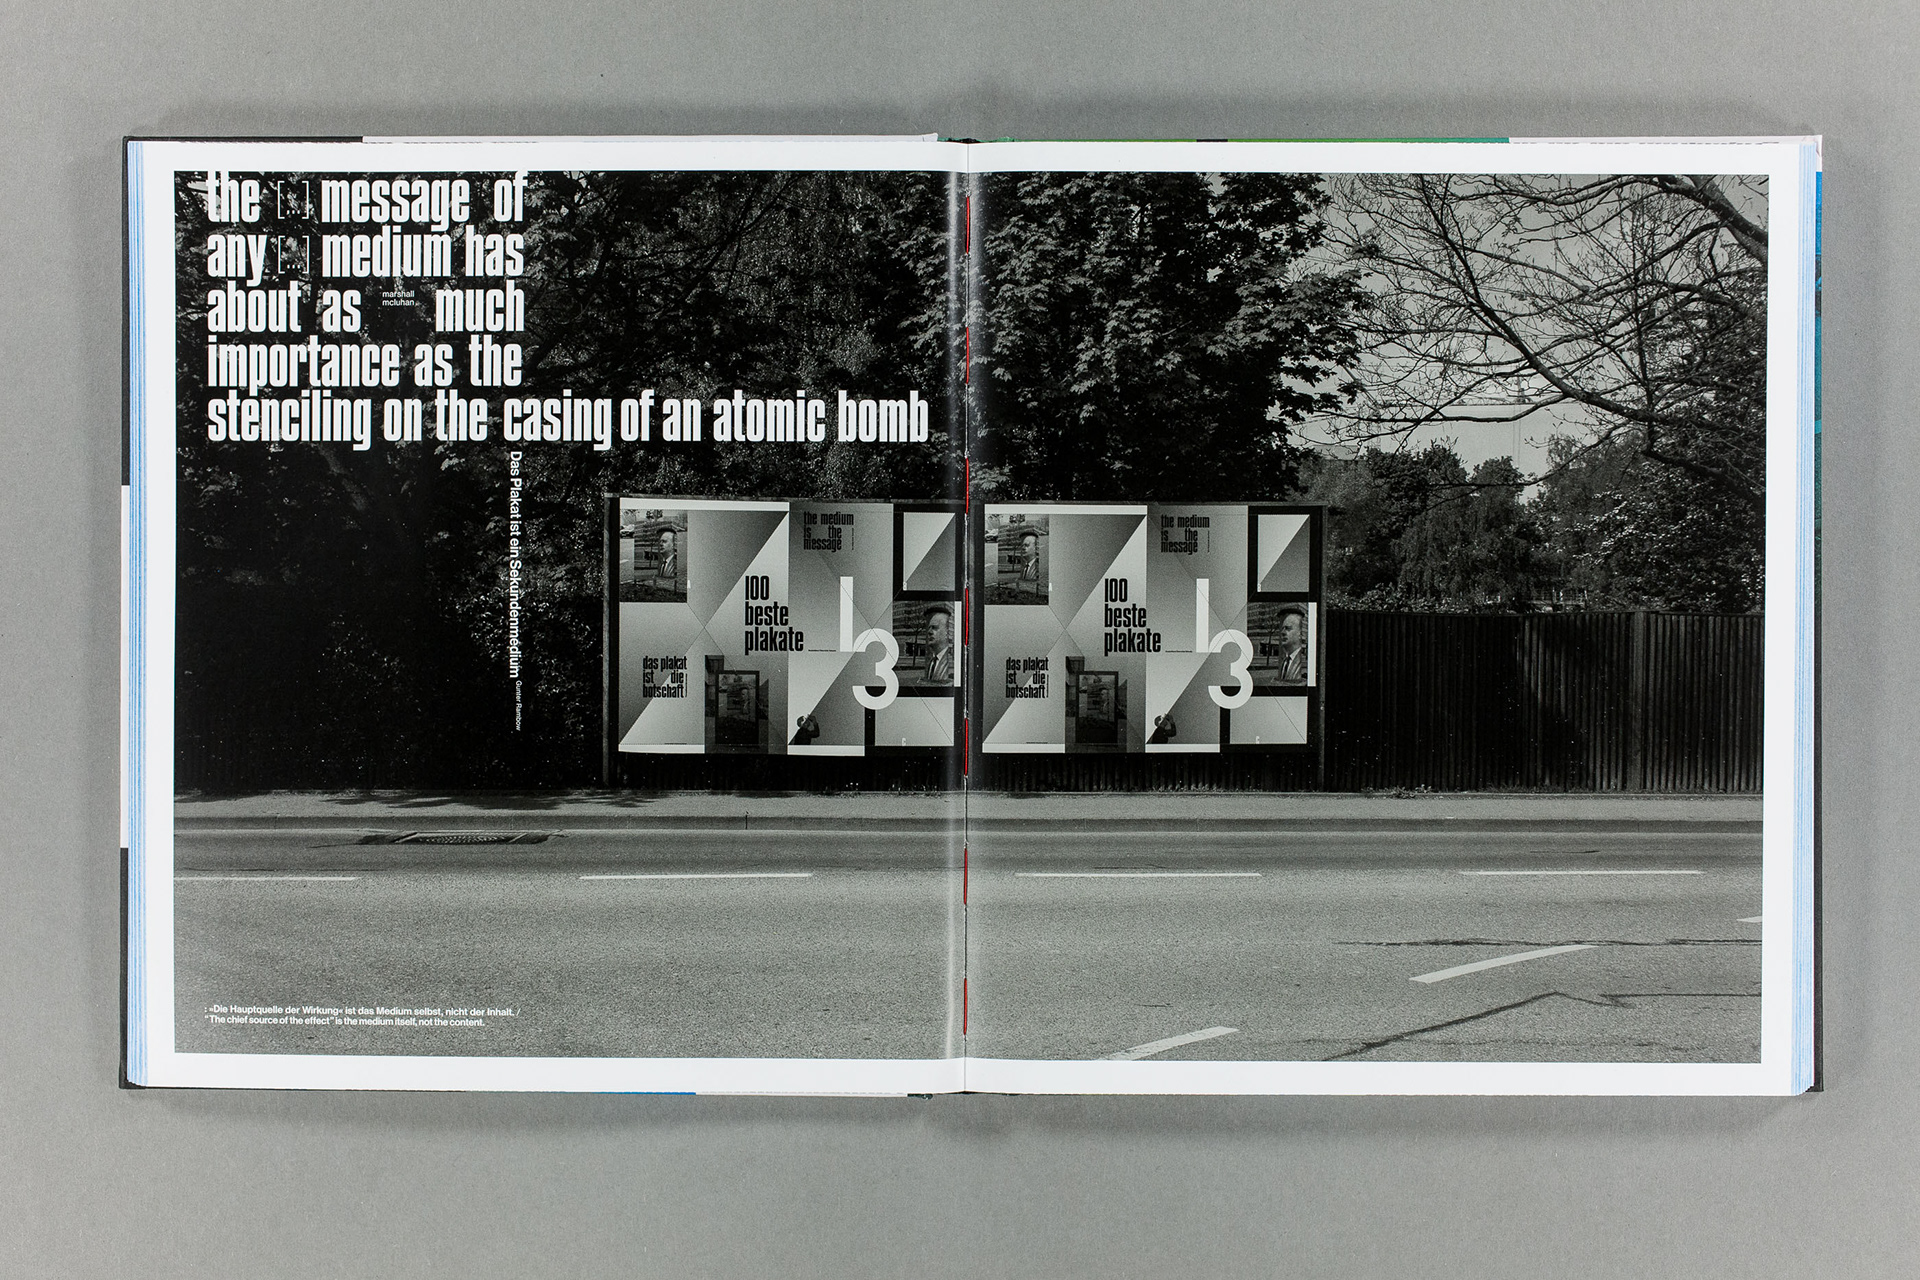 the [...] message of
any [...] medium has
about as much
marshall
mcluhan
importance as the
stenciling on the casing of an atomic bomb
Das Plakat ist ein Sekundenmedium Gunter Rambow
the medium
is the
message
100
beste
plakate
13
das plakat
ist die
botschaft
the medium
is the
message
100
beste
plakate
13
das plakat
ist die
botschaft
: »Die Hauptquelle der Wirkung« ist das Medium selbst, nicht der Inhalt. /
"The chief source of the effect" is the medium itself, not the content.